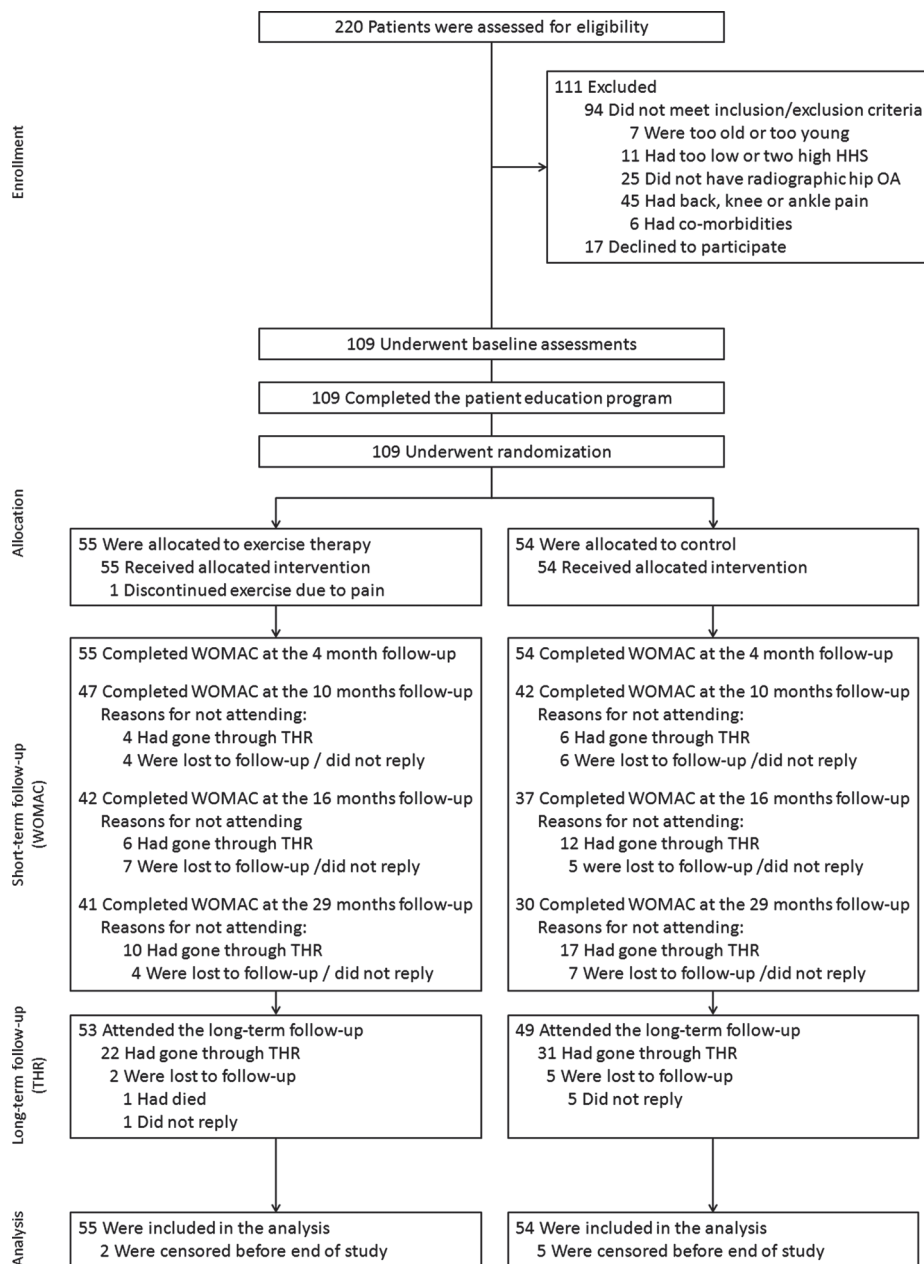 220 Patients were assessed for eligibility
Enrollment
111 Excluded
94 Did not meet inclusion/exclusion criteria
7 Were too old or too young
11 Had too low or two high HHS
25 Did not have radiographic hip OA
45 Had back, knee or ankle pain
6 Had co-morbidities
17 Declined to participate
109 Underwent baseline assessments
109 Completed the patient education program
109 Underwent randomization
Allocation
55 Were allocated to exercise therapy
55 Received allocated intervention
1 Discontinued exercise due to pain
54 Were allocated to control
54 Received allocated intervention
Short-term follow-up
(WOMAC)
55 Completed WOMAC at the 4 month follow-up
47 Completed WOMAC at the 10 months follow-up
Reasons for not attending:
4 Had gone through THR
4 Were lost to follow-up / did not reply
42 Completed WOMAC at the 16 months follow-up
Reasons for not attending
6 Had gone through THR
7 Were lost to follow-up /did not reply
41 Completed WOMAC at the 29 months follow-up
Reasons for not attending:
10 Had gone through THR
4 Were lost to follow-up / did not reply
54 Completed WOMAC at the 4 month follow-up
42 Completed WOMAC at the 10 months follow-up
Reasons for not attending:
6 Had gone through THR
6 Were lost to follow-up /did not reply
37 Completed WOMAC at the 16 months follow-up
Reasons for not attending:
12 Had gone through THR
5 were lost to follow-up /did not reply
30 Completed WOMAC at the 29 months follow-up
Reasons for not attending:
17 Had gone through THR
7 Were lost to follow-up /did not reply
Long-term follow-up
(THR)
53 Attended the long-term follow-up
22 Had gone through THR
2 Were lost to follow-up
1 Had died
1 Did not reply
49 Attended the long-term follow-up
31 Had gone through THR
5 Were lost to follow-up
5 Did not reply
Analysis
55 Were included in the analysis
2 Were censored before end of study
54 Were included in the analysis
5 Were censored before end of study